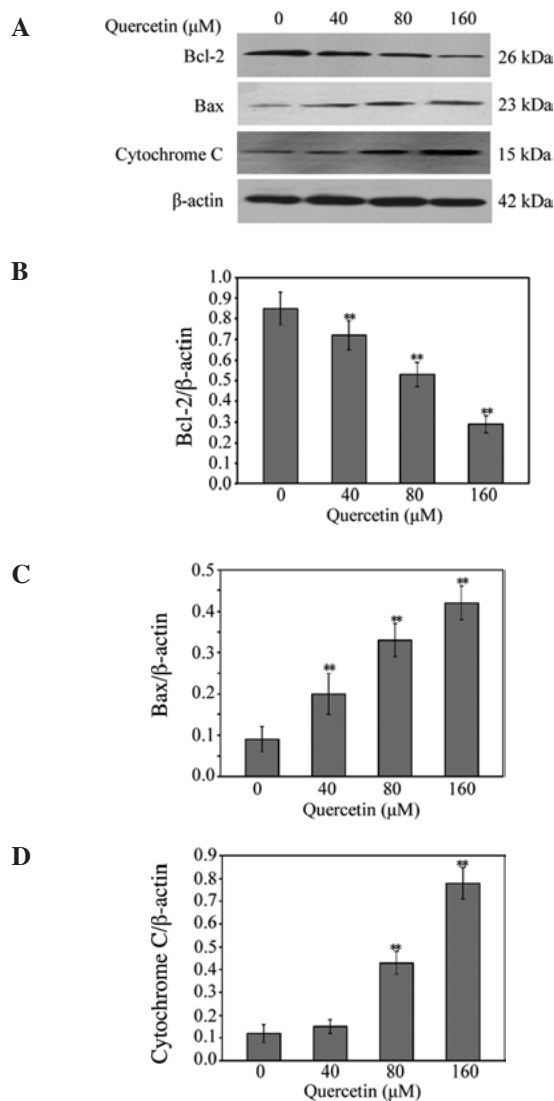 A
Quercetin (μM) 0 40 80 160
Bcl-2 26 kDa
Bax 23 kDa
Cytochrome C 15 kDa
β-actin 42 kDa
B
Bcl-2/β-actin
1.0
0.9
0.8
0.7
0.6
0.5
0.4
0.3
0.2
0.1
0.0
** ** **
0 40 80 160
Quercetin (μM)
C
Bax/β-actin
0.5
0.4
0.3
0.2
0.1
0.0
** ** **
0 40 80 160
Quercetin (μM)
D
Cytochrome C/β-actin
0.9
0.8
0.7
0.6
0.5
0.4
0.3
0.2
0.1
0.0
** **
0 40 80 160
Quercetin (μM)